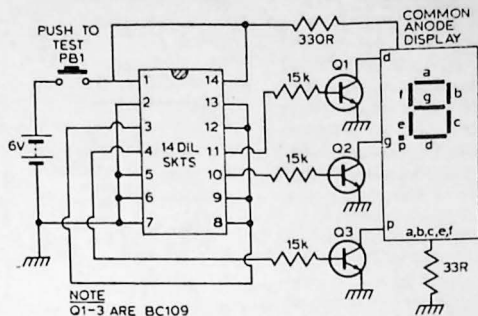 PUSH TO
TEST
PB1
330R
COMMON
ANODE
DISPLAY
Q1
15k
d
a
f
b
g
e
c
p
d
1
14
2
13
3
12
4
11
5
10
6
9
7
8
14 DIL
SKTS
6V
Q2
15k
g
Q3
15k
p
a,b,c,e,f
33R
NOTE
Q1-3 ARE BC109